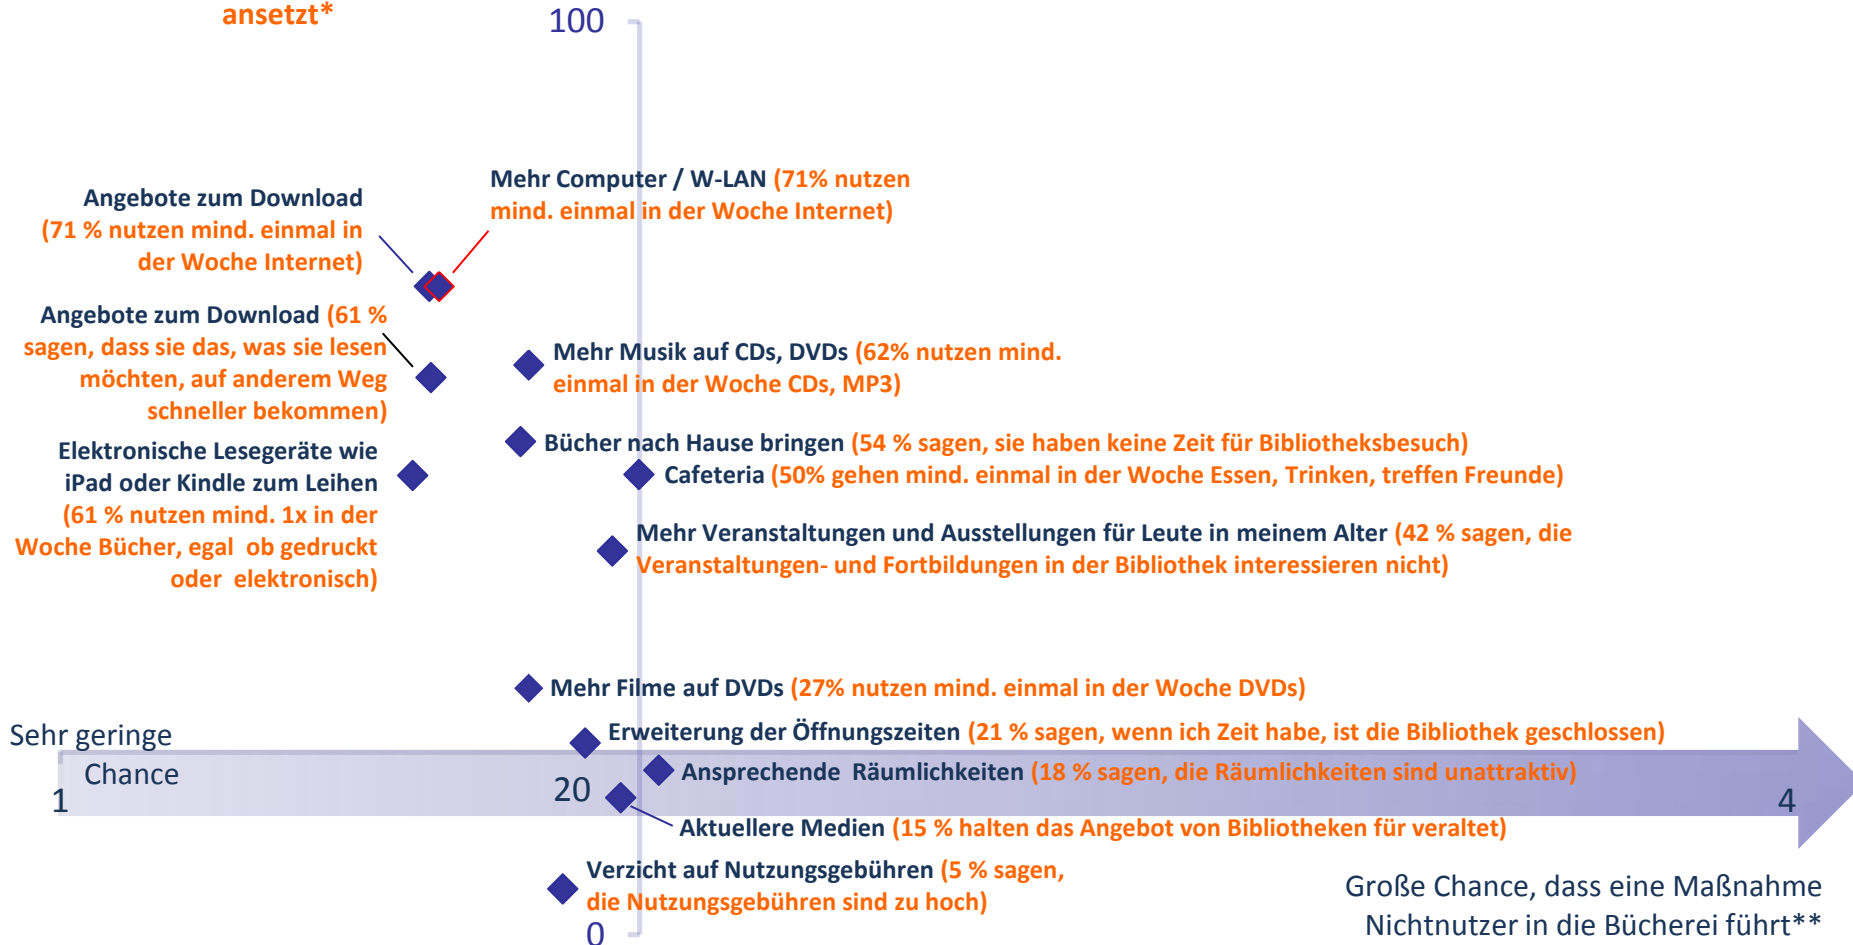 ansetzt*
100
Mehr Computer / W-LAN (71% nutzen
mind. einmal in der Woche Internet)
Angebote zum Download
(71 % nutzen mind. einmal in
der Woche Internet)
Angebote zum Download (61 %
sagen, dass sie das, was sie lesen
möchten, auf anderem Weg
schneller bekommen)
Mehr Musik auf CDs, DVDs (62% nutzen mind.
einmal in der Woche CDs, MP3)
Bücher nach Hause bringen (54 % sagen, sie haben keine Zeit für Bibliotheksbesuch)
Elektronische Lesegeräte wie
iPad oder Kindle zum Leihen
(61 % nutzen mind. 1x in der
Woche Bücher, egal ob gedruckt
oder elektronisch)
Cafeteria (50% gehen mind. einmal in der Woche Essen, Trinken, treffen Freunde)
Mehr Veranstaltungen und Ausstellungen für Leute in meinem Alter (42 % sagen, die
Veranstaltungen- und Fortbildungen in der Bibliothek interessieren nicht)
Mehr Filme auf DVDs (27% nutzen mind. einmal in der Woche DVDs)
Erweiterung der Öffnungszeiten (21 % sagen, wenn ich Zeit habe, ist die Bibliothek geschlossen)
Sehr geringe
Chance
Ansprechende Räumlichkeiten (18 % sagen, die Räumlichkeiten sind unattraktiv)
1
20
4
Aktuellere Medien (15 % halten das Angebot von Bibliotheken für veraltet)
Verzicht auf Nutzungsgebühren (5 % sagen,
die Nutzungsgebühren sind zu hoch)
0
Große Chance, dass eine Maßnahme
Nichtnutzer in die Bücherei führt**